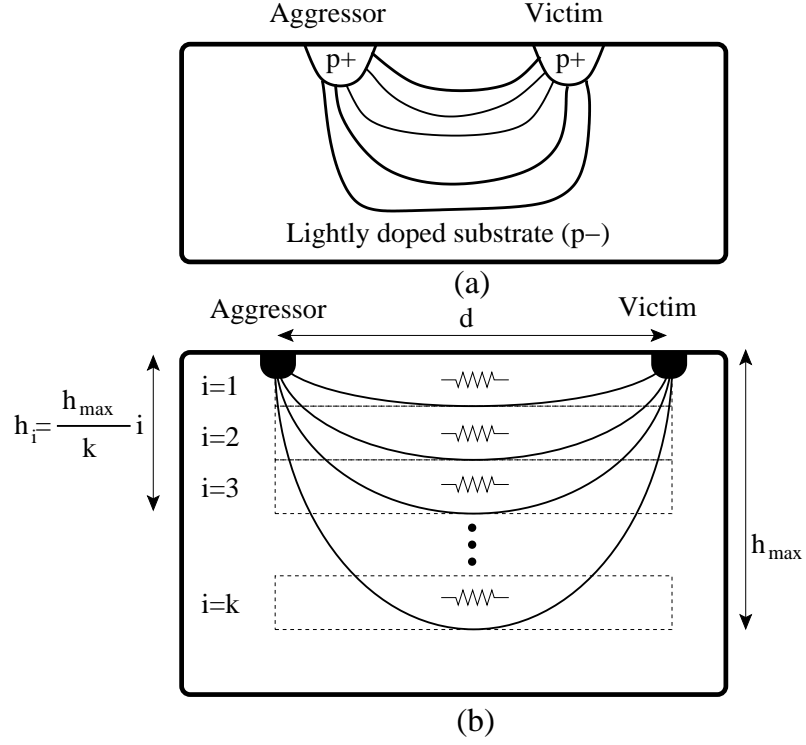 Aggressor Victim
p+ p+
Lightly doped substrate (p–)
(a)
Aggressor Victim
d
i=1
i=2
i=3
i=k
h_i= h_max/k i
h_max
(b)